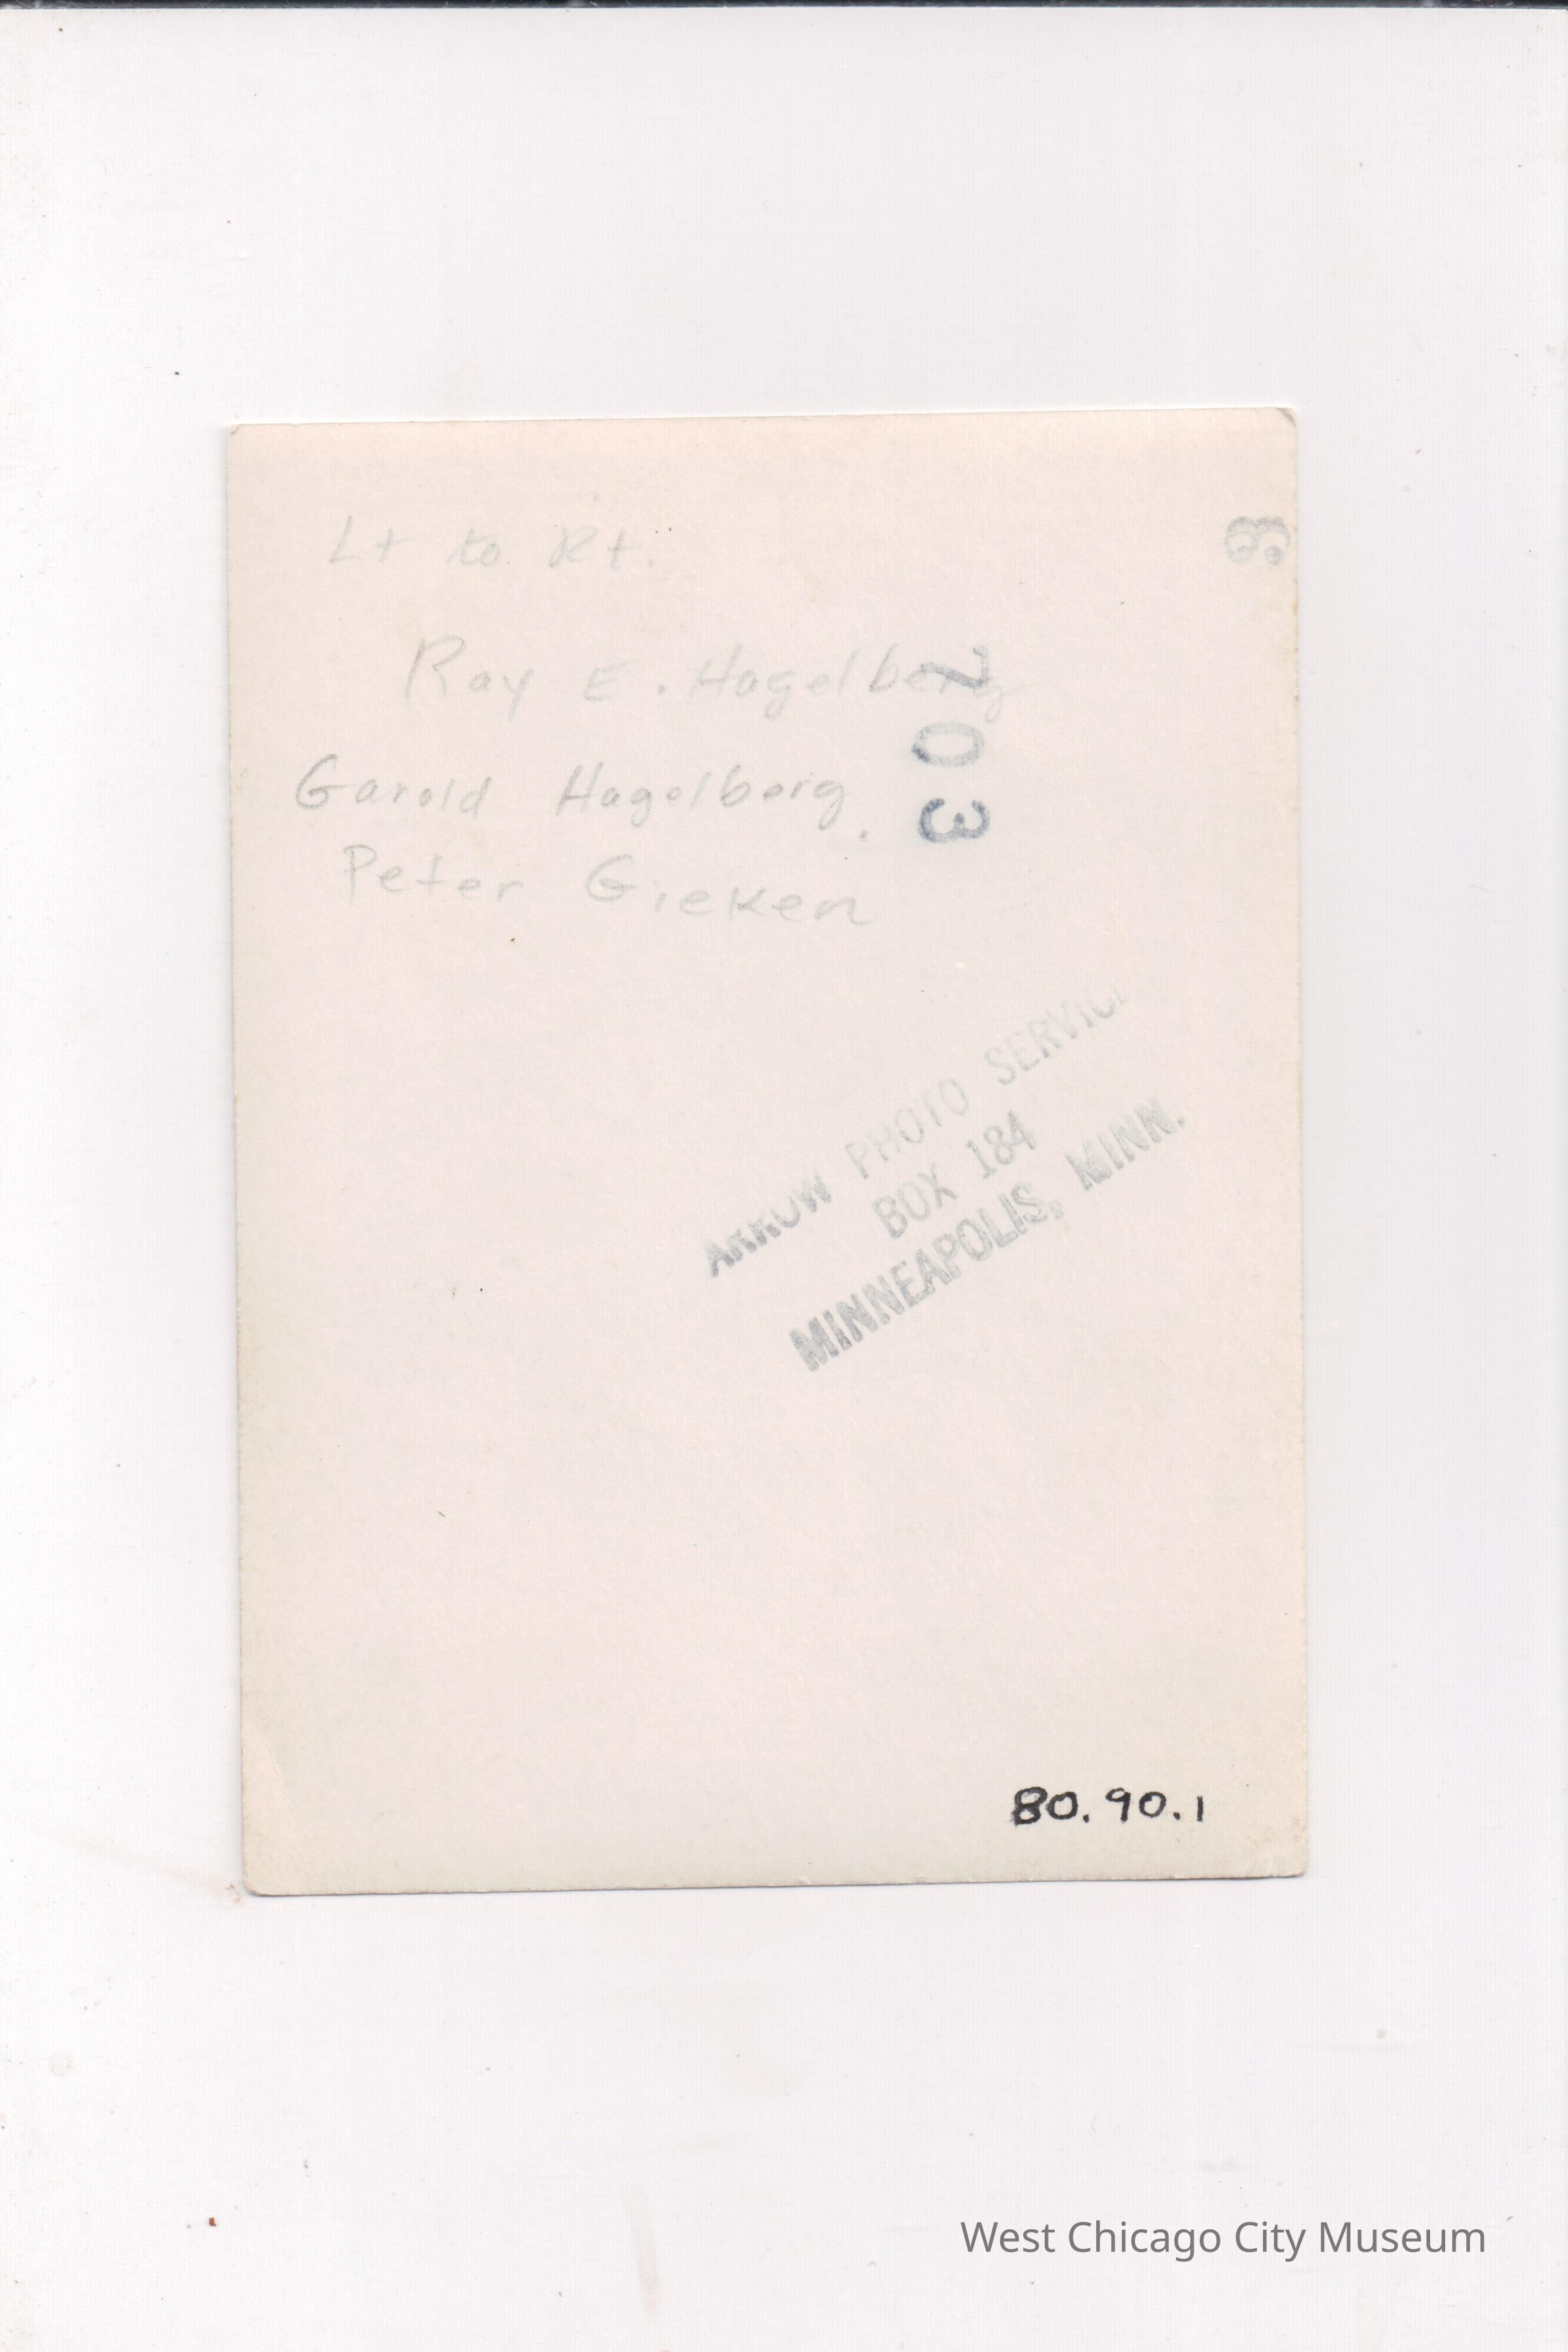 Lt to Rt.
Ray E. Hagelberg
Garold Hagelberg.
Peter Gieken
703
ARROW PHOTO SERVICE
BOX 184
MINNEAPOLIS, MINN.
80.90.1
West Chicago City Museum